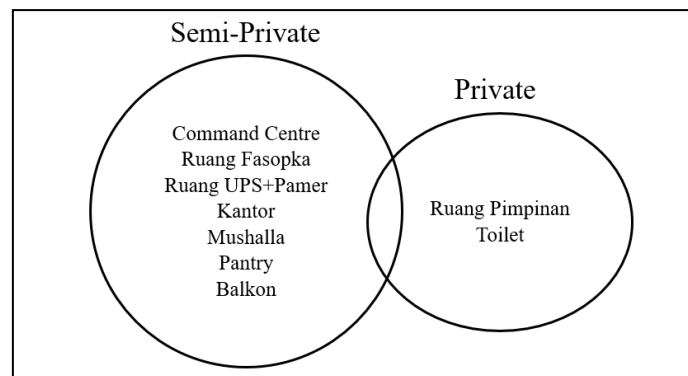 Semi-Private
Command Centre
Ruang Fasopka
Ruang UPS+Pamer
Kantor
Mushalla
Pantry
Balkon
Private
Ruang Pimpinan
Toilet